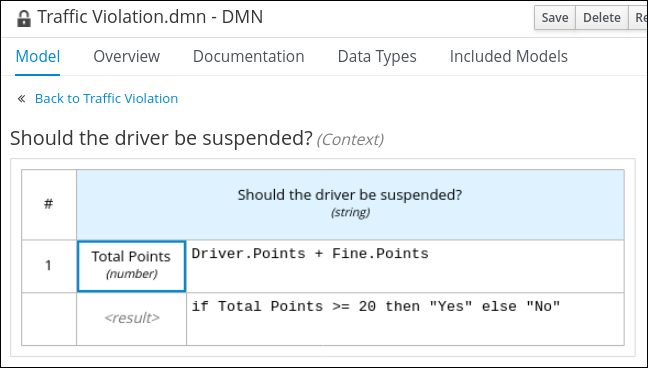 Traffic Violation.dmn - DMN
Save Delete Re
Model Overview Documentation Data Types Included Models
« Back to Traffic Violation
Should the driver be suspended? (Context)
# Should the driver be suspended?
(string)
1 Total Points Driver.Points + Fine.Points
(number)
<result> if Total Points >= 20 then "Yes" else "No"